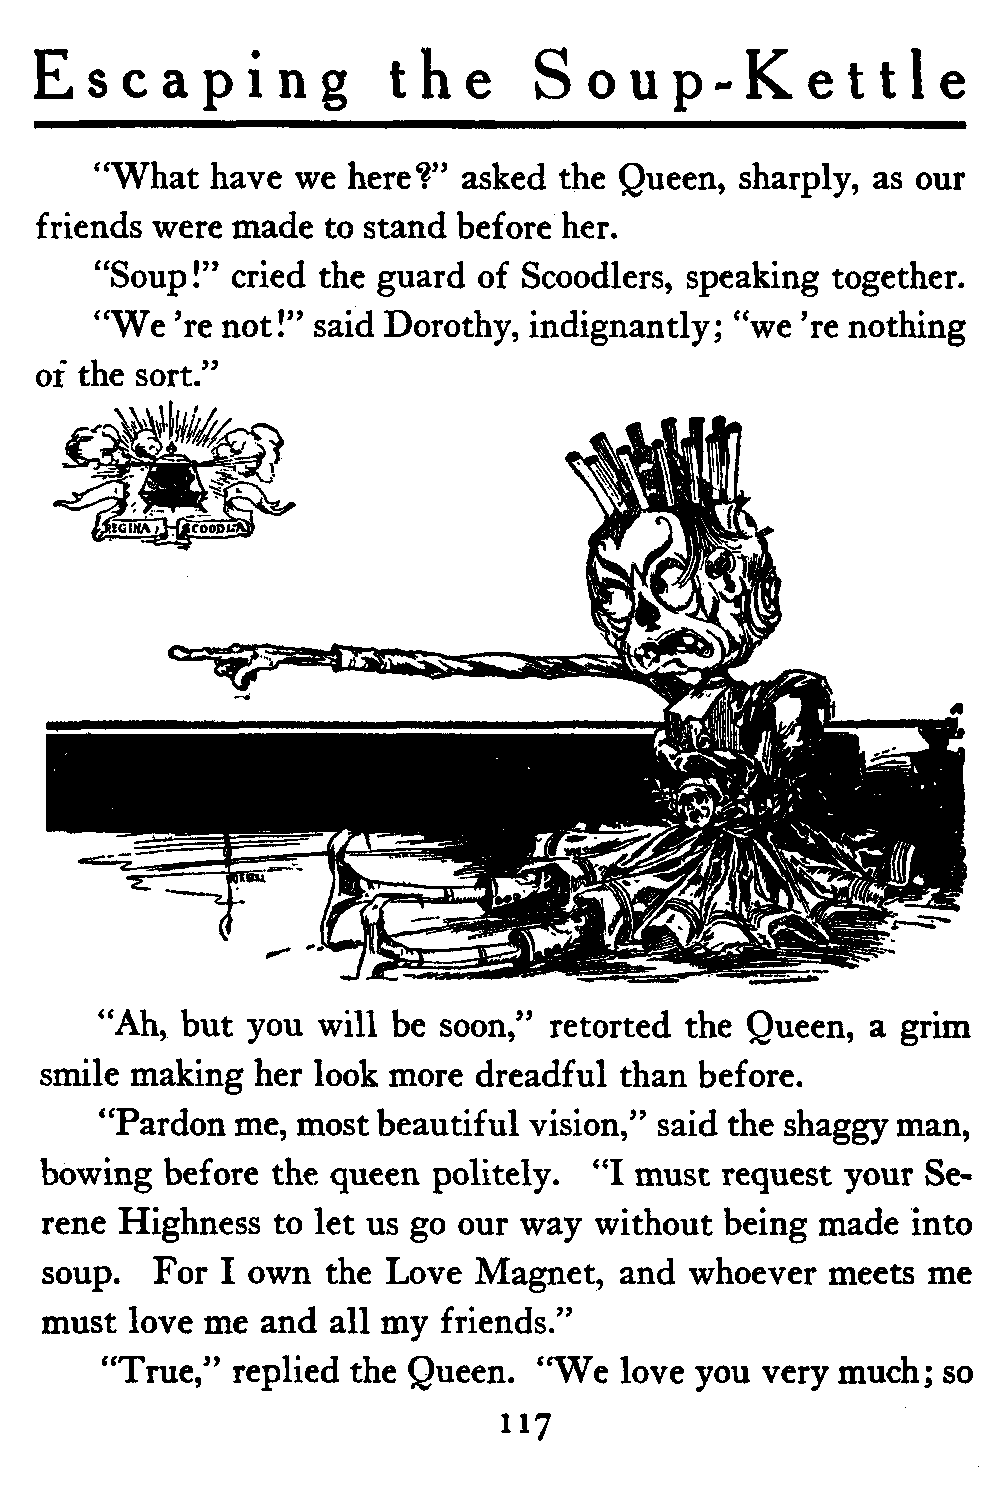 Escaping the Soup-Kettle
“What have we here?” asked the Queen, sharply, as our
friends were made to stand before her.
“Soup!” cried the guard of Scoodlers, speaking together.
“We ’re not!” said Dorothy, indignantly; “we ’re nothing
of the sort.”
REGINA SCOODLA
“Ah, but you will be soon,” retorted the Queen, a grim
smile making her look more dreadful than before.
“Pardon me, most beautiful vision,” said the shaggy man,
bowing before the queen politely. “I must request your Se-
rene Highness to let us go our way without being made into
soup. For I own the Love Magnet, and whoever meets me
must love me and all my friends.”
“True,” replied the Queen. “We love you very much; so
117